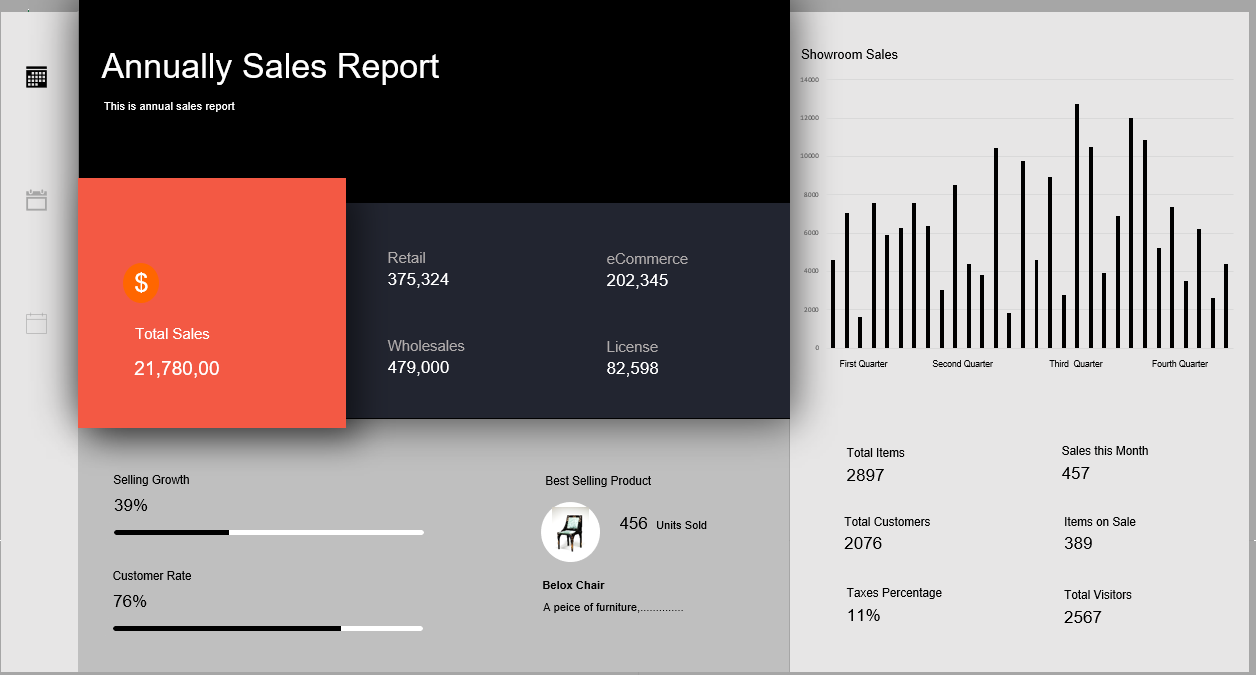 Annually Sales Report
This is annual sales report
$
Total Sales
21,780,00
Retail
375,324
eCommerce
202,345
Wholesales
479,000
License
82,598
Selling Growth
39%
Customer Rate
76%
Best Selling Product
456 Units Sold
Belox Chair
A peice of furniture,..............
Showroom Sales
14000
12000
10000
8000
6000
4000
2000
0
First Quarter
Second Quarter
Third  Quarter
Fourth Quarter
Total Items
2897
Sales this Month
457
Total Customers
2076
Items on Sale
389
Taxes Percentage
11%
Total Visitors
2567